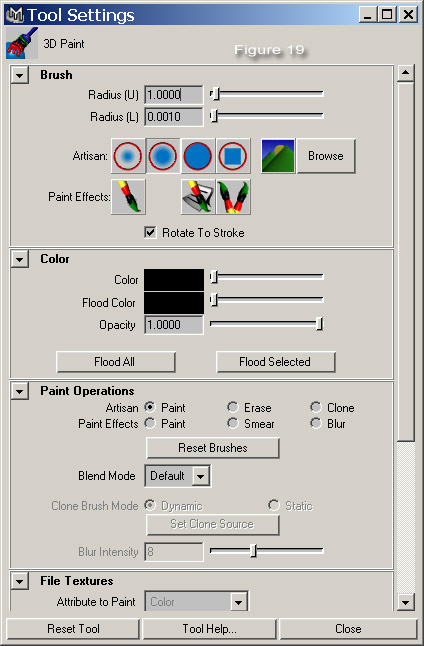 Tool Settings
3D Paint
Figure 19
Brush
Radius (U) 1.0000
Radius (L) 0.0010
Artisan: Browse
Paint Effects:
Rotate To Stroke
Color
Color
Flood Color
Opacity 1.0000
Flood All Flood Selected
Paint Operations
Artisan Paint Erase Clone
Paint Effects: Paint Smear Blur
Reset Brushes
Blend Mode Default
Clone Brush Mode Dynamic Static
Set Clone Source
Blur Intensity 8
File Textures
Attribute to Paint Color
Reset Tool Tool Help... Close